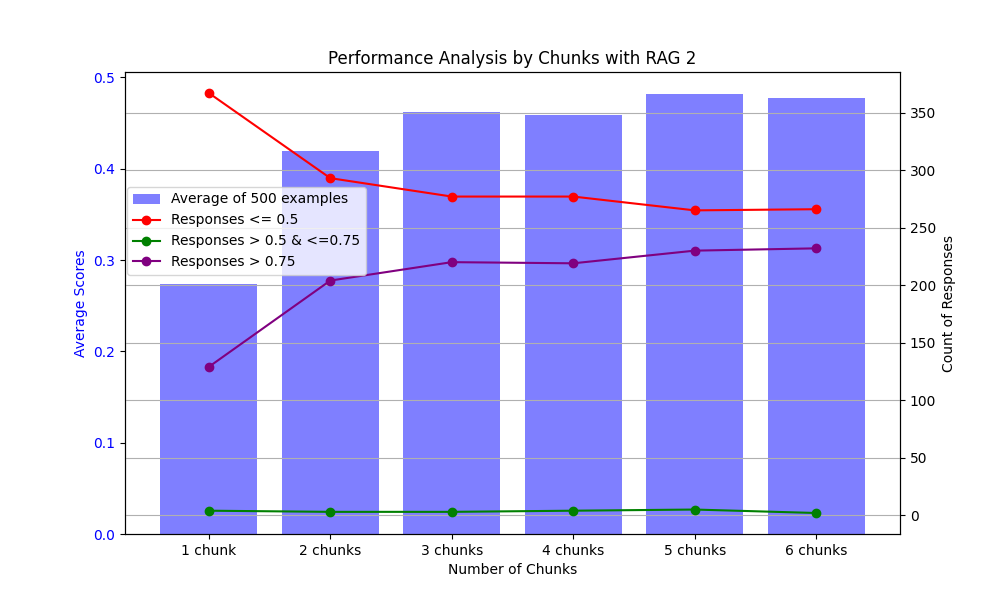 Performance Analysis by Chunks with RAG 2
0.5
0.4
0.3
0.2
0.1
0.0
Average Scores
Average of 500 examples
Responses <= 0.5
Responses > 0.5 & <=0.75
Responses > 0.75
350
300
250
200
150
100
50
0
Count of Responses
1 chunk
2 chunks
3 chunks
4 chunks
5 chunks
6 chunks
Number of Chunks